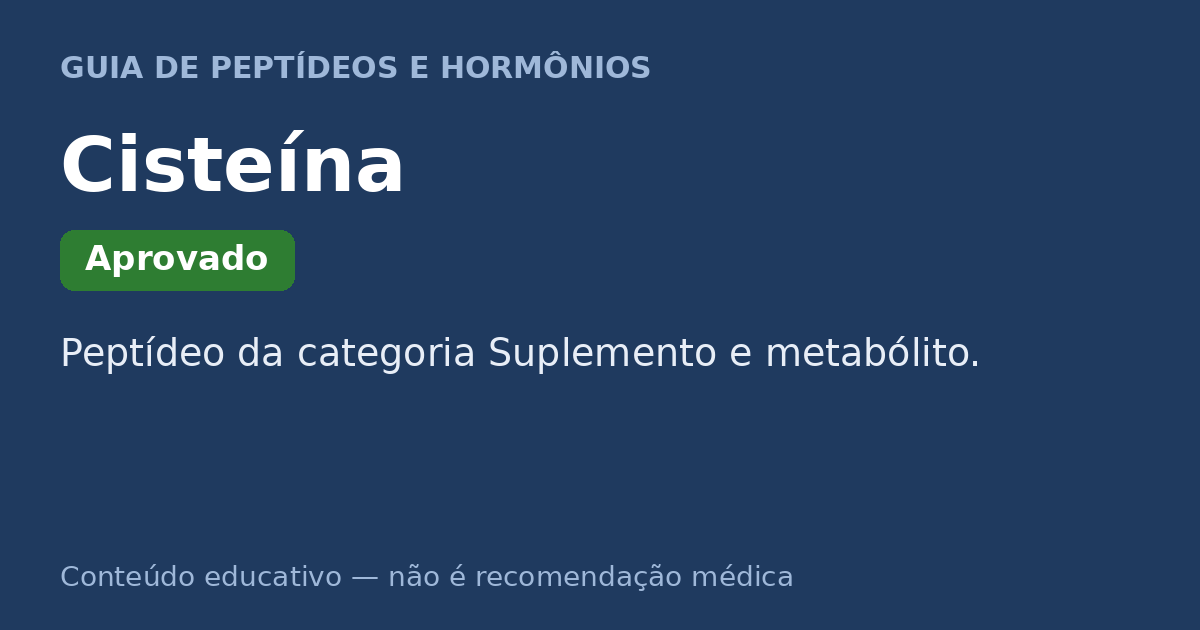 GUIA DE PEPTÍDEOS E HORMÔNIOS
Cisteína
Aprovado
Peptídeo da categoria Suplemento e metabólito.
Conteúdo educativo — não é recomendação médica